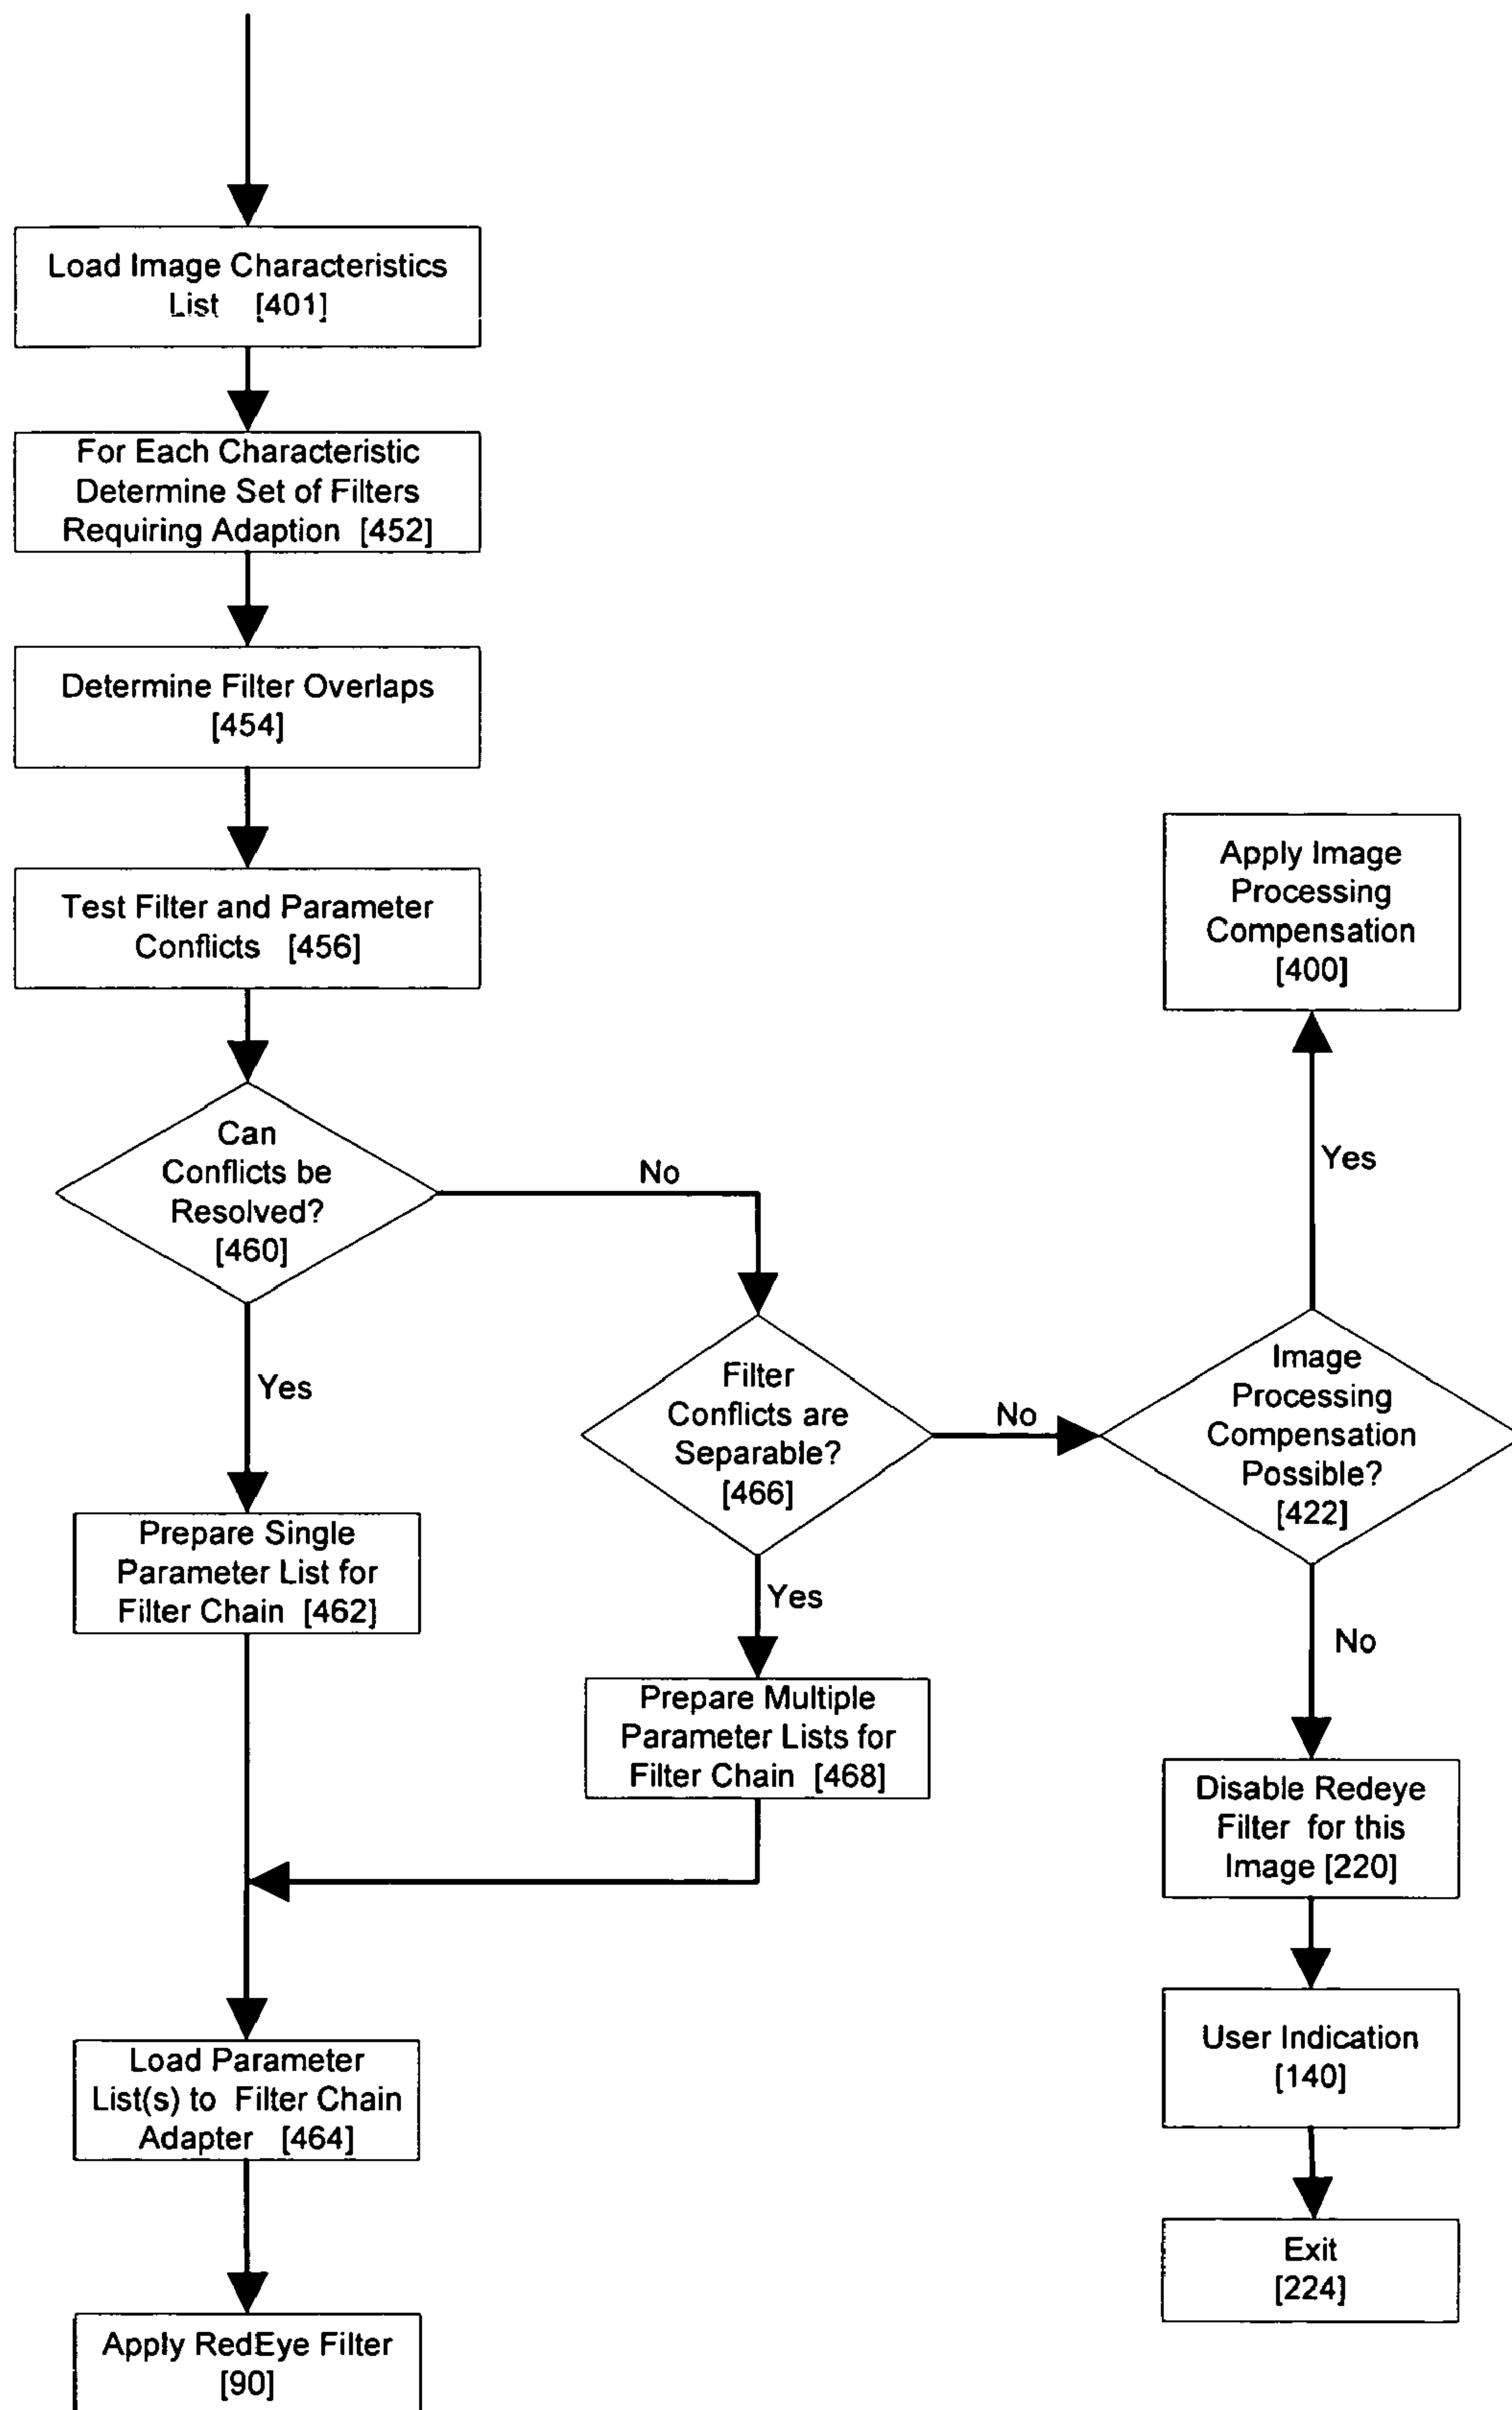 Load Image Characteristics
List [401]
For Each Characteristic
Determine Set of Filters
Requiring Adaption [452]
Determine Filter Overlaps
[454]
Test Filter and Parameter
Conflicts [456]
Can
Conflicts be
Resolved?
[460]
No
Yes
Filter
Conflicts are
Separable?
[466]
No
Yes
Image
Processing
Compensation
Possible?
[422]
Yes
No
Apply Image
Processing
Compensation
[400]
Prepare Single
Parameter List for
Filter Chain [462]
Prepare Multiple
Parameter Lists for
Filter Chain [468]
Disable Redeye
Filter for this
Image [220]
User Indication
[140]
Exit
[224]
Load Parameter
List(s) to Filter Chain
Adapter [464]
Apply RedEye Filter
[90]